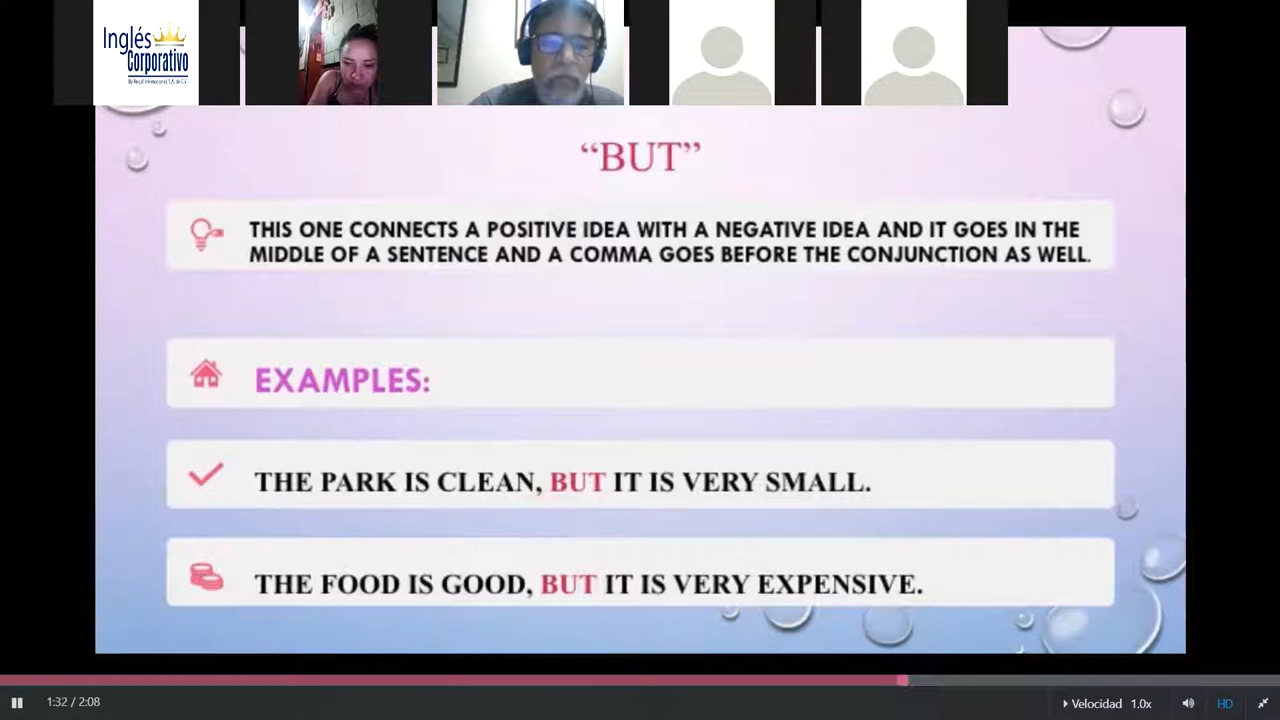 Inglés
Corporativo
“BUT”
THIS ONE CONNECTS A POSITIVE IDEA WITH A NEGATIVE IDEA AND IT GOES IN THE
MIDDLE OF A SENTENCE AND A COMMA GOES BEFORE THE CONJUNCTION AS WELL.
EXAMPLES:
THE PARK IS CLEAN, BUT IT IS VERY SMALL.
THE FOOD IS GOOD, BUT IT IS VERY EXPENSIVE.
1:32 / 2:08
Velocidad 1.0x
HD